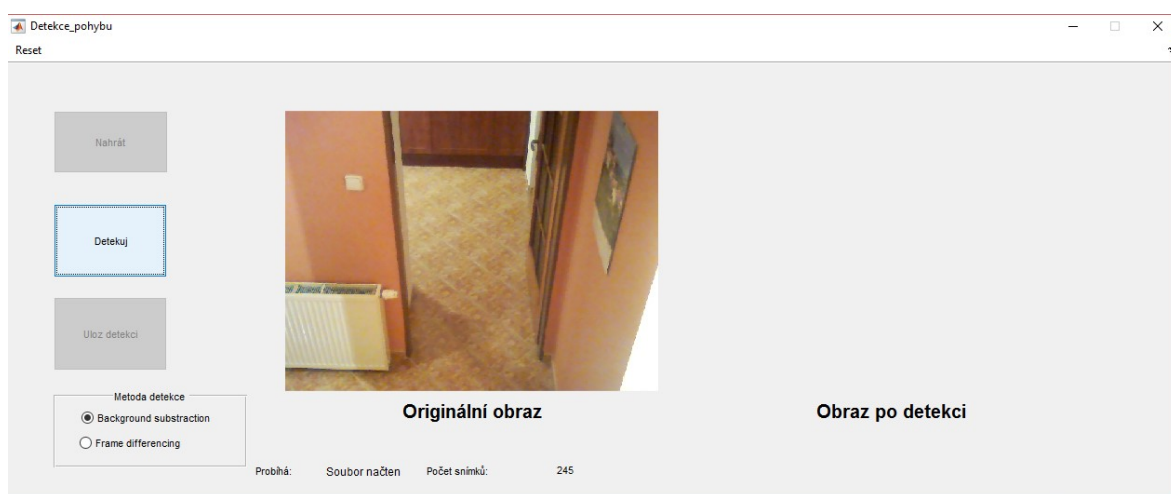 Detekce_pohybu
Reset
Nahrát
Detekuj
Uloz detekci
Metoda detekce
Background substraction
Frame differencing
Originální obraz
Obraz po detekci
Probíhá: Soubor načten Počet snímků: 245